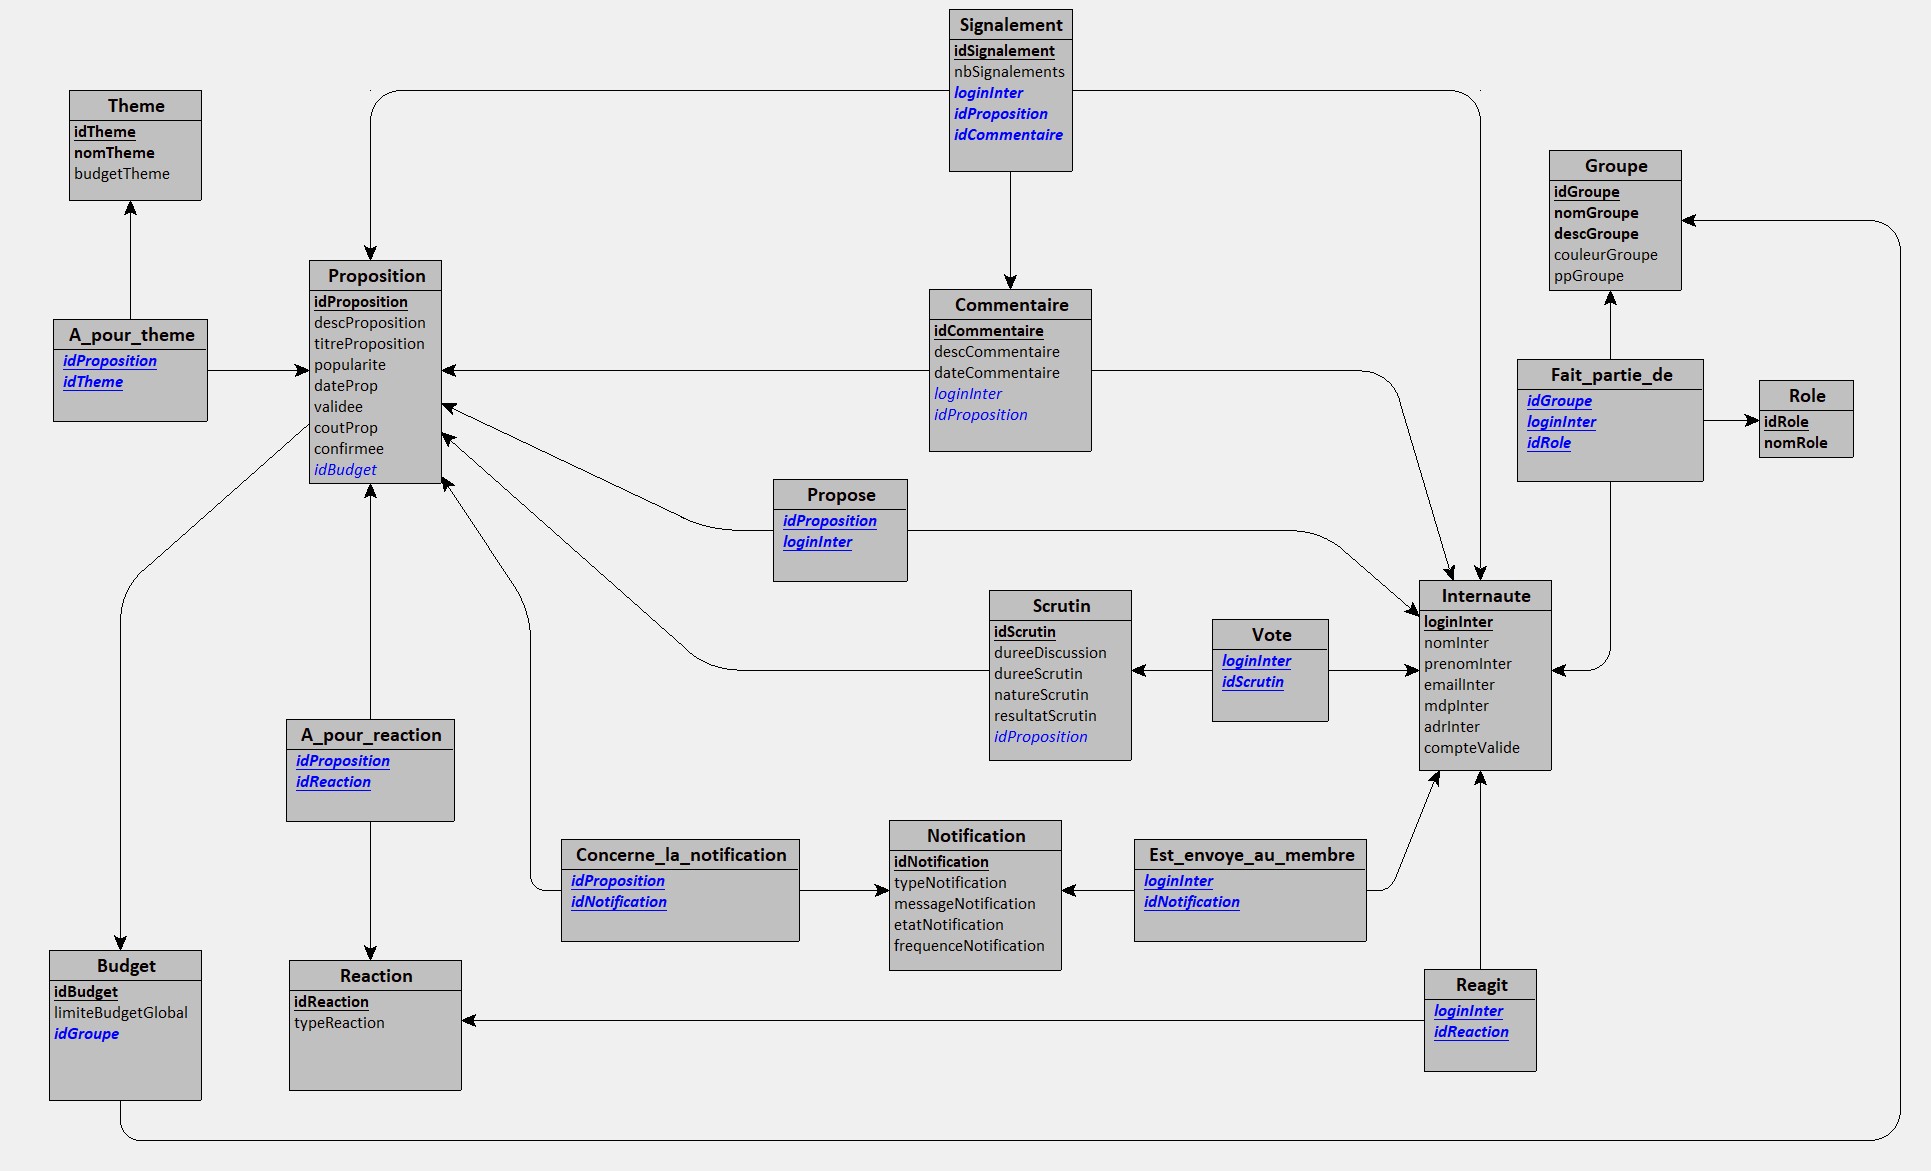 Signalement
idSignalement
nbSignalements
loginInter
idProposition
idCommentaire
Theme
idTheme
nomTheme
budgetTheme
Groupe
idGroupe
nomGroupe
descGroupe
couleurGroupe
ppGroupe
Proposition
idProposition
descProposition
titreProposition
popularite
dateProp
validee
coutProp
confirmee
idBudget
Commentaire
idCommentaire
descCommentaire
dateCommentaire
loginInter
idProposition
A_pour_theme
idProposition
idTheme
Fait_partie_de
idGroupe
loginInter
idRole
Role
idRole
nomRole
Propose
idProposition
loginInter
Scrutin
idScrutin
dureeDiscussion
dureeScrutin
natureScrutin
resultatScrutin
idProposition
Vote
loginInter
idScrutin
Internaute
loginInter
nomInter
prenomInter
emailInter
mdpInter
adrInter
compteValide
A_pour_reaction
idProposition
idReaction
Concerne_la_notification
idProposition
idNotification
Notification
idNotification
typeNotification
messageNotification
etatNotification
frequenceNotification
Est_envoye_au_membre
loginInter
idNotification
Budget
idBudget
limiteBudgetGlobal
idGroupe
Reaction
idReaction
typeReaction
Reagit
loginInter
idReaction